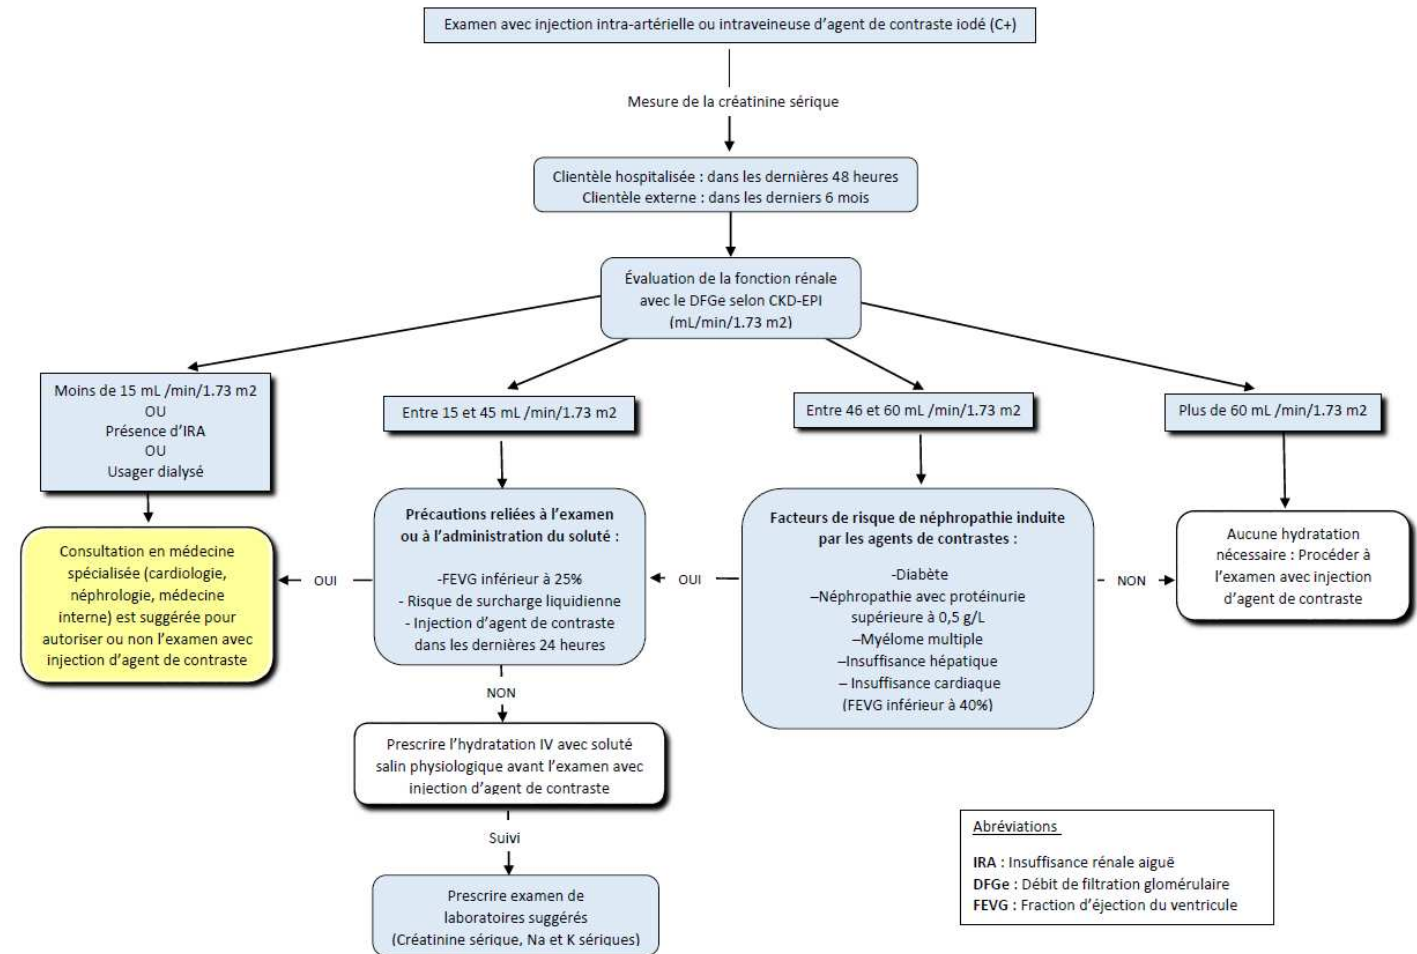 Examen avec injection intra-artérielle ou intraveineuse d'agent de contraste iodé (C+)
Mesure de la créatinine sérique
Clientèle hospitalisée : dans les dernières 48 heures
Clientèle externe : dans les derniers 6 mois
Évaluation de la fonction rénale
avec le DFGe selon CKD-EPI
(mL/min/1.73 m2)
Moins de 15 mL /min/1.73 m2
OU
Présence d'IRA
OU
Usager dialysé
Entre 15 et 45 mL /min/1.73 m2
Entre 46 et 60 mL /min/1.73 m2
Plus de 60 mL /min/1.73 m2
Consultation en médecine
spécialisée (cardiologie,
néphrologie, médecine
interne) est suggérée pour
autoriser ou non l'examen avec
injection d'agent de contraste
OUI
Précautions reliées à l'examen
ou à l'administration du soluté :
-FEVG inférieur à 25%
- Risque de surcharge liquidienne
- Injection d'agent de contraste
dans les dernières 24 heures
OUI
Facteurs de risque de néphropathie induite
par les agents de contrastes :
-Diabète
–Néphropathie avec protéinurie
supérieure à 0,5 g/L
–Myélome multiple
–Insuffisance hépatique
– Insuffisance cardiaque
(FEVG inférieur à 40%)
NON
Aucune hydratation
nécessaire : Procéder à
l'examen avec injection
d'agent de contraste
NON
Prescrire l'hydratation IV avec soluté
salin physiologique avant l'examen avec
injection d'agent de contraste
Suivi
Prescrire examen de
laboratoires suggérés
(Créatinine sérique, Na et K sériques)
Abréviations
IRA : Insuffisance rénale aiguë
DFGe : Débit de filtration glomérulaire
FEVG : Fraction d'éjection du ventricule